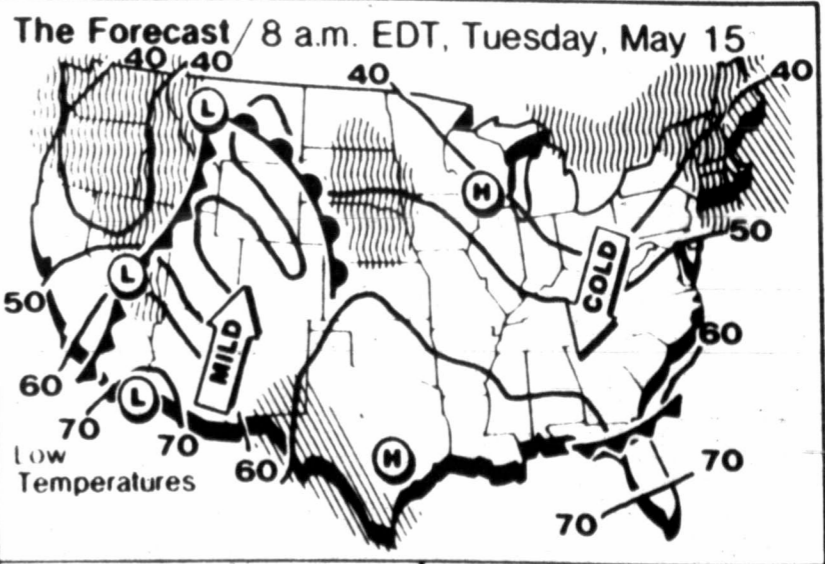 The Forecast / 8 a.m. EDT, Tuesday, May 15
40 40 40 40
L
H
50
COLD
L
50
60
MILD
60
L
70
70
60
H
70
70
Low
Temperatures